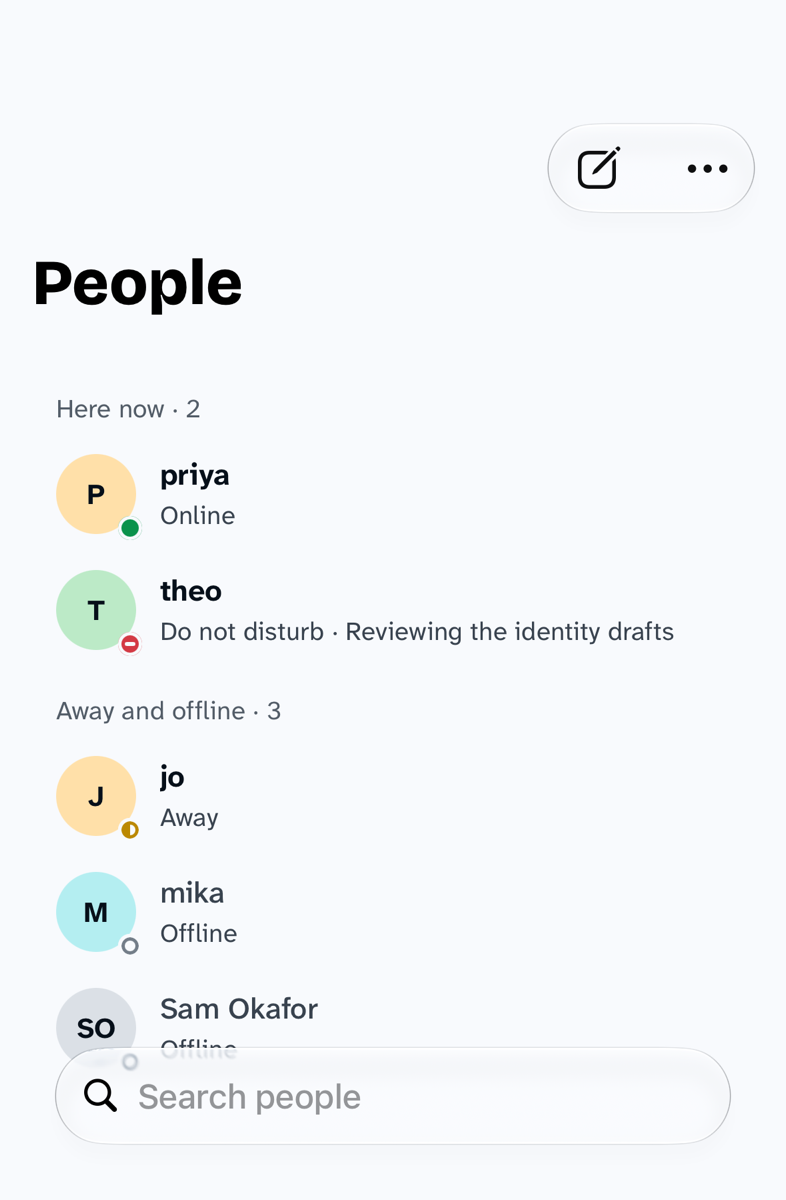 People
Here now · 2
P
priya
Online
T
theo
Do not disturb · Reviewing the identity drafts
Away and offline · 3
J
jo
Away
M
mika
Offline
SO
Sam Okafor
Offline
Search people